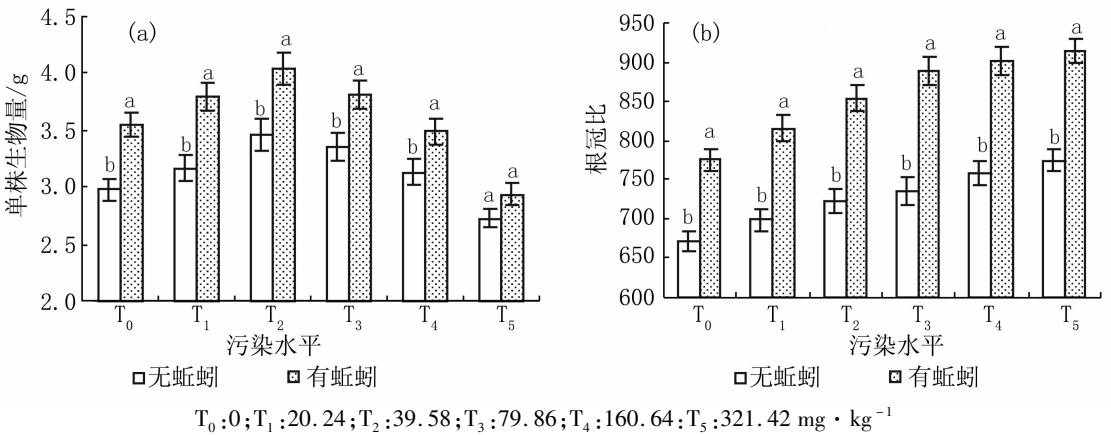 (a)
单株生物量/g
4.5
4.0
3.5
3.0
2.5
2.0
b a b a b a b a b a a a
T0 T1 T2 T3 T4 T5
污染水平
无蚯蚓 有蚯蚓
(b)
根冠比
950
900
850
800
750
700
650
600
b a b a b a b a b a b a
T0 T1 T2 T3 T4 T5
污染水平
无蚯蚓 有蚯蚓
T0:0;T1:20.24;T2:39.58;T3:79.86;T4:160.64;T5:321.42 mg·kg⁻¹